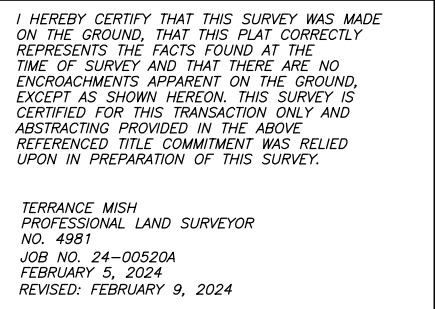 I HEREBY CERTIFY THAT THIS SURVEY WAS MADE
ON THE GROUND, THAT THIS PLAT CORRECTLY
REPRESENTS THE FACTS FOUND AT THE
TIME OF SURVEY AND THAT THERE ARE NO
ENCROACHMENTS APPARENT ON THE GROUND,
EXCEPT AS SHOWN HEREON. THIS SURVEY IS
CERTIFIED FOR THIS TRANSACTION ONLY AND
ABSTRACTING PROVIDED IN THE ABOVE
REFERENCED TITLE COMMITMENT WAS RELIED
UPON IN PREPARATION OF THIS SURVEY.
TERRANCE MISH
PROFESSIONAL LAND SURVEYOR
NO. 4981
JOB NO. 24-00520A
FEBRUARY 5, 2024
REVISED: FEBRUARY 9, 2024